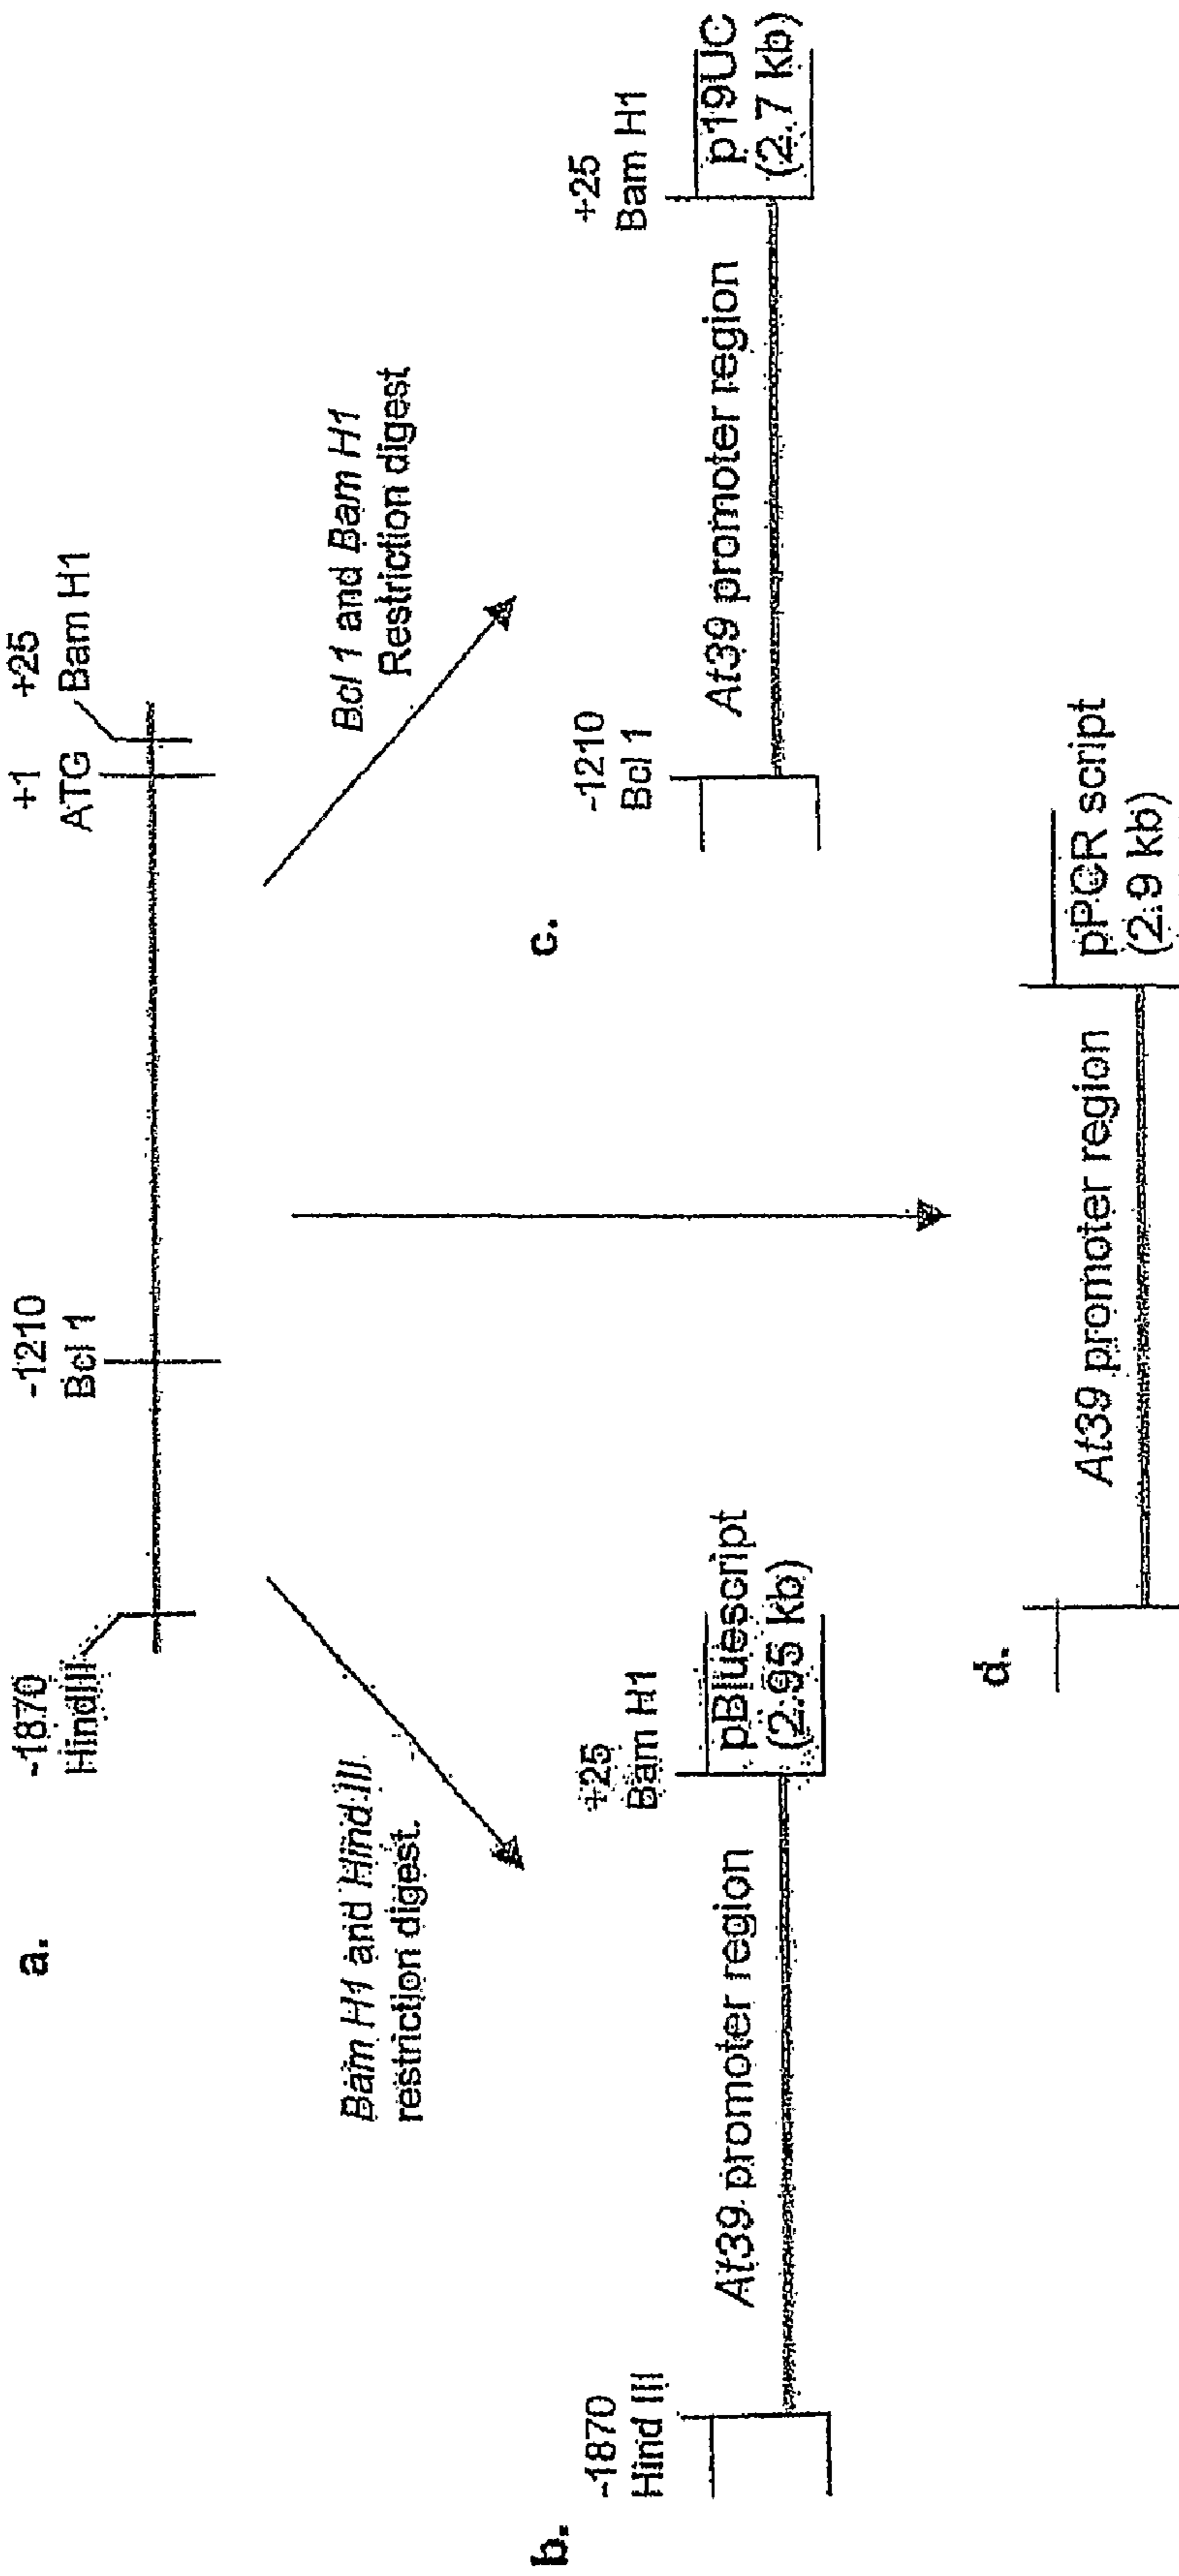 a.
-1870
HindIII
-1210
Bcl 1
+1
ATG
+25
Bam H1
Bam H1 and Hind III
restriction digest.
Bcl 1 and Bam H1
Restriction digest
b.
-1870
Hind III
At39 promoter region
+25
Bam H1
pBluescript
(2.95 kb)
c.
-1210
Bcl 1
At39 promoter region
+25
Bam H1
p19UC
(2.7 kb)
d.
At39 promoter region
pPCR script
(2.9 kb)